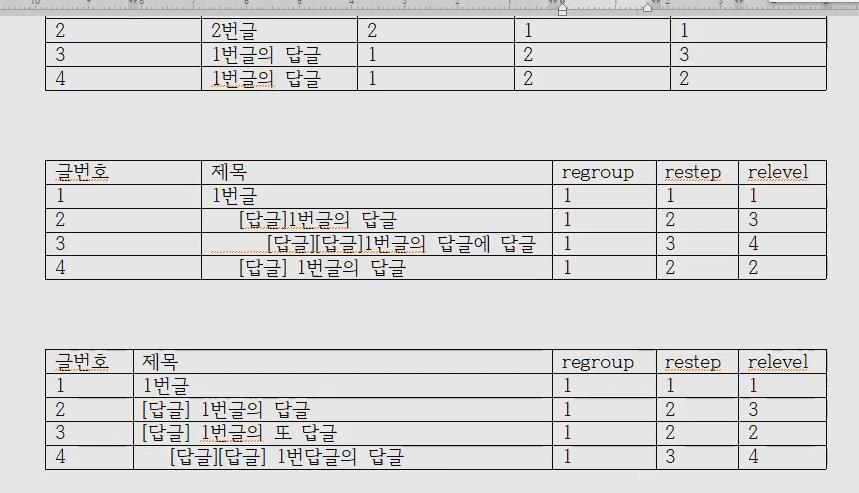 2 2번글 2 1 1
3 1번글의 답글 1 2 3
4 1번글의 답글 1 2 2
글번호 제목 regroup restep relevel
1 1번글 1 1 1
2 [답글]1번글의 답글 1 2 3
3 [답글][답글]1번글의 답글에 답글 1 3 4
4 [답글] 1번글의 답글 1 2 2
글번호 제목 regroup restep relevel
1 1번글 1 1 1
2 [답글] 1번글의 답글 1 2 3
3 [답글] 1번글의 또 답글 1 2 2
4 [답글][답글] 1번답글의 답글 1 3 4